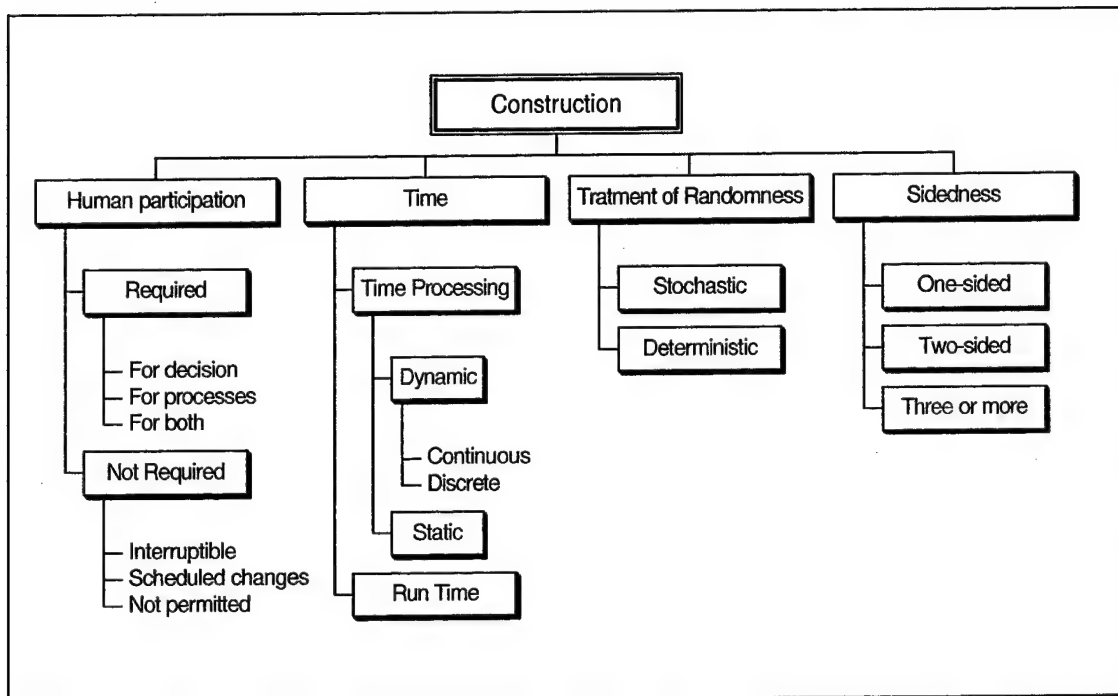 Construction
Human participation
Required
For decision
For processes
For both
Not Required
Interruptible
Scheduled changes
Not permitted
Time
Time Processing
Dynamic
Continuous
Discrete
Static
Run Time
Tratment of Randomness
Stochastic
Deterministic
Sidedness
One-sided
Two-sided
Three or more